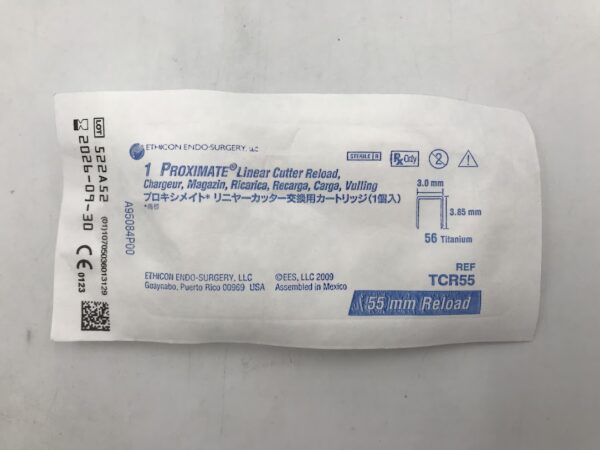 LOT 522A52
2026-09-30
(01)10705036013129
CE 0123
ETHICON ENDO-SURGERY, LLC
STERILE R
Rx Only
2
1 PROXIMATE® Linear Cutter Reload,
Chargeur, Magazin, Ricarica, Recarga, Carga, Vulling
プロキシメイト* リニヤーカッター交換用カートリッジ(1個入)
*商標
A95084P00
3.0 mm
3.85 mm
56 Titanium
ETHICON ENDO-SURGERY, LLC
Guaynabo, Puerto Rico 00969 USA
©EES, LLC 2009
Assembled in Mexico
REF
TCR55
55 mm Reload